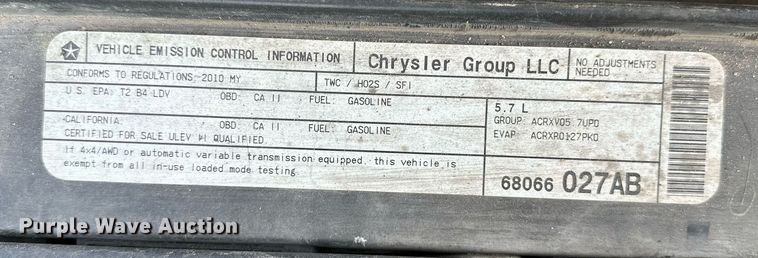 VEHICLE EMISSION CONTROL INFORMATION
Chrysler Group LLC
NO ADJUSTMENTS
NEEDED
CONFORMS TO REGULATIONS: 2010 MY
TWC / HO2S / SFI
U.S. EPA: T2 B4 LDV OBD: CA II FUEL: GASOLINE
CALIFORNIA: OBD: CA II FUEL: GASOLINE
CERTIFIED FOR SALE ULEV II QUALIFIED.
5.7 L
GROUP: ACRXV05.7UP0
EVAP: ACRXR0127PK0
If 4x4/AWD or automatic variable transmission equipped, this vehicle is
exempt from all in-use loaded mode testing.
68066 027AB
Purple Wave Auction